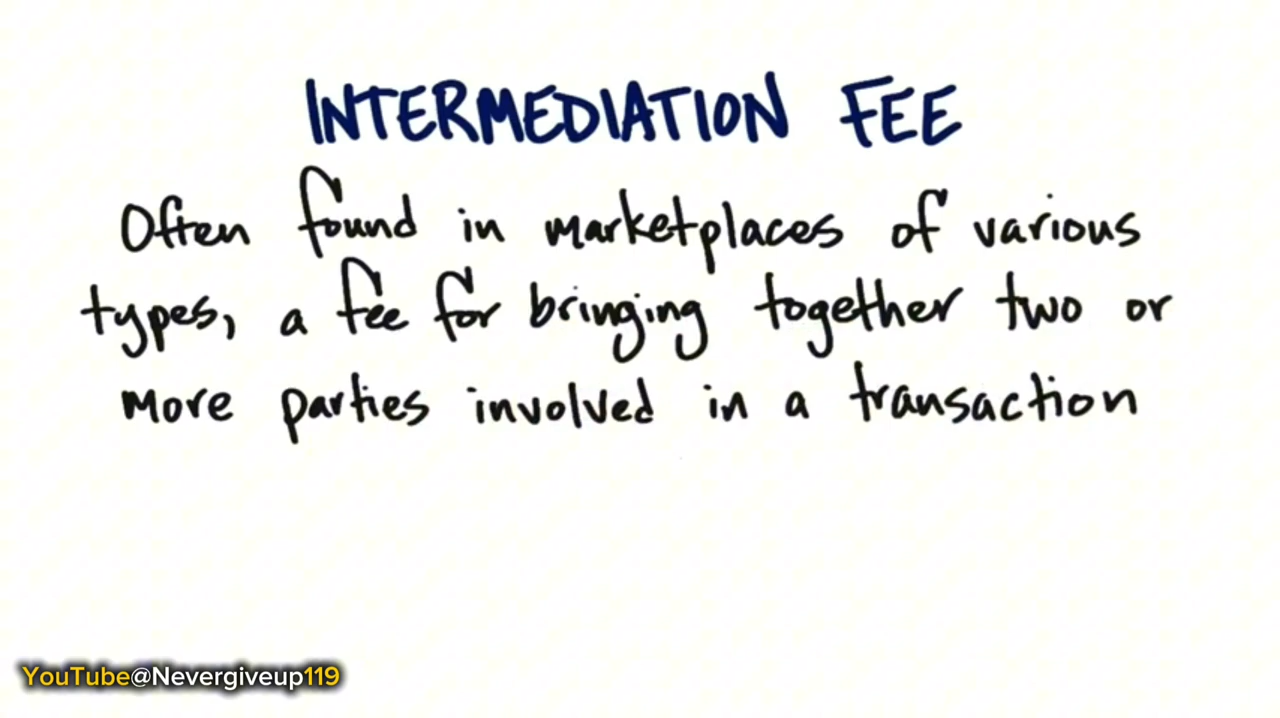 INTERMEDIATION FEE
Often found in marketplaces of various
types, a fee for bringing together two or
more parties involved in a transaction
YouTube@Nevergiveup119